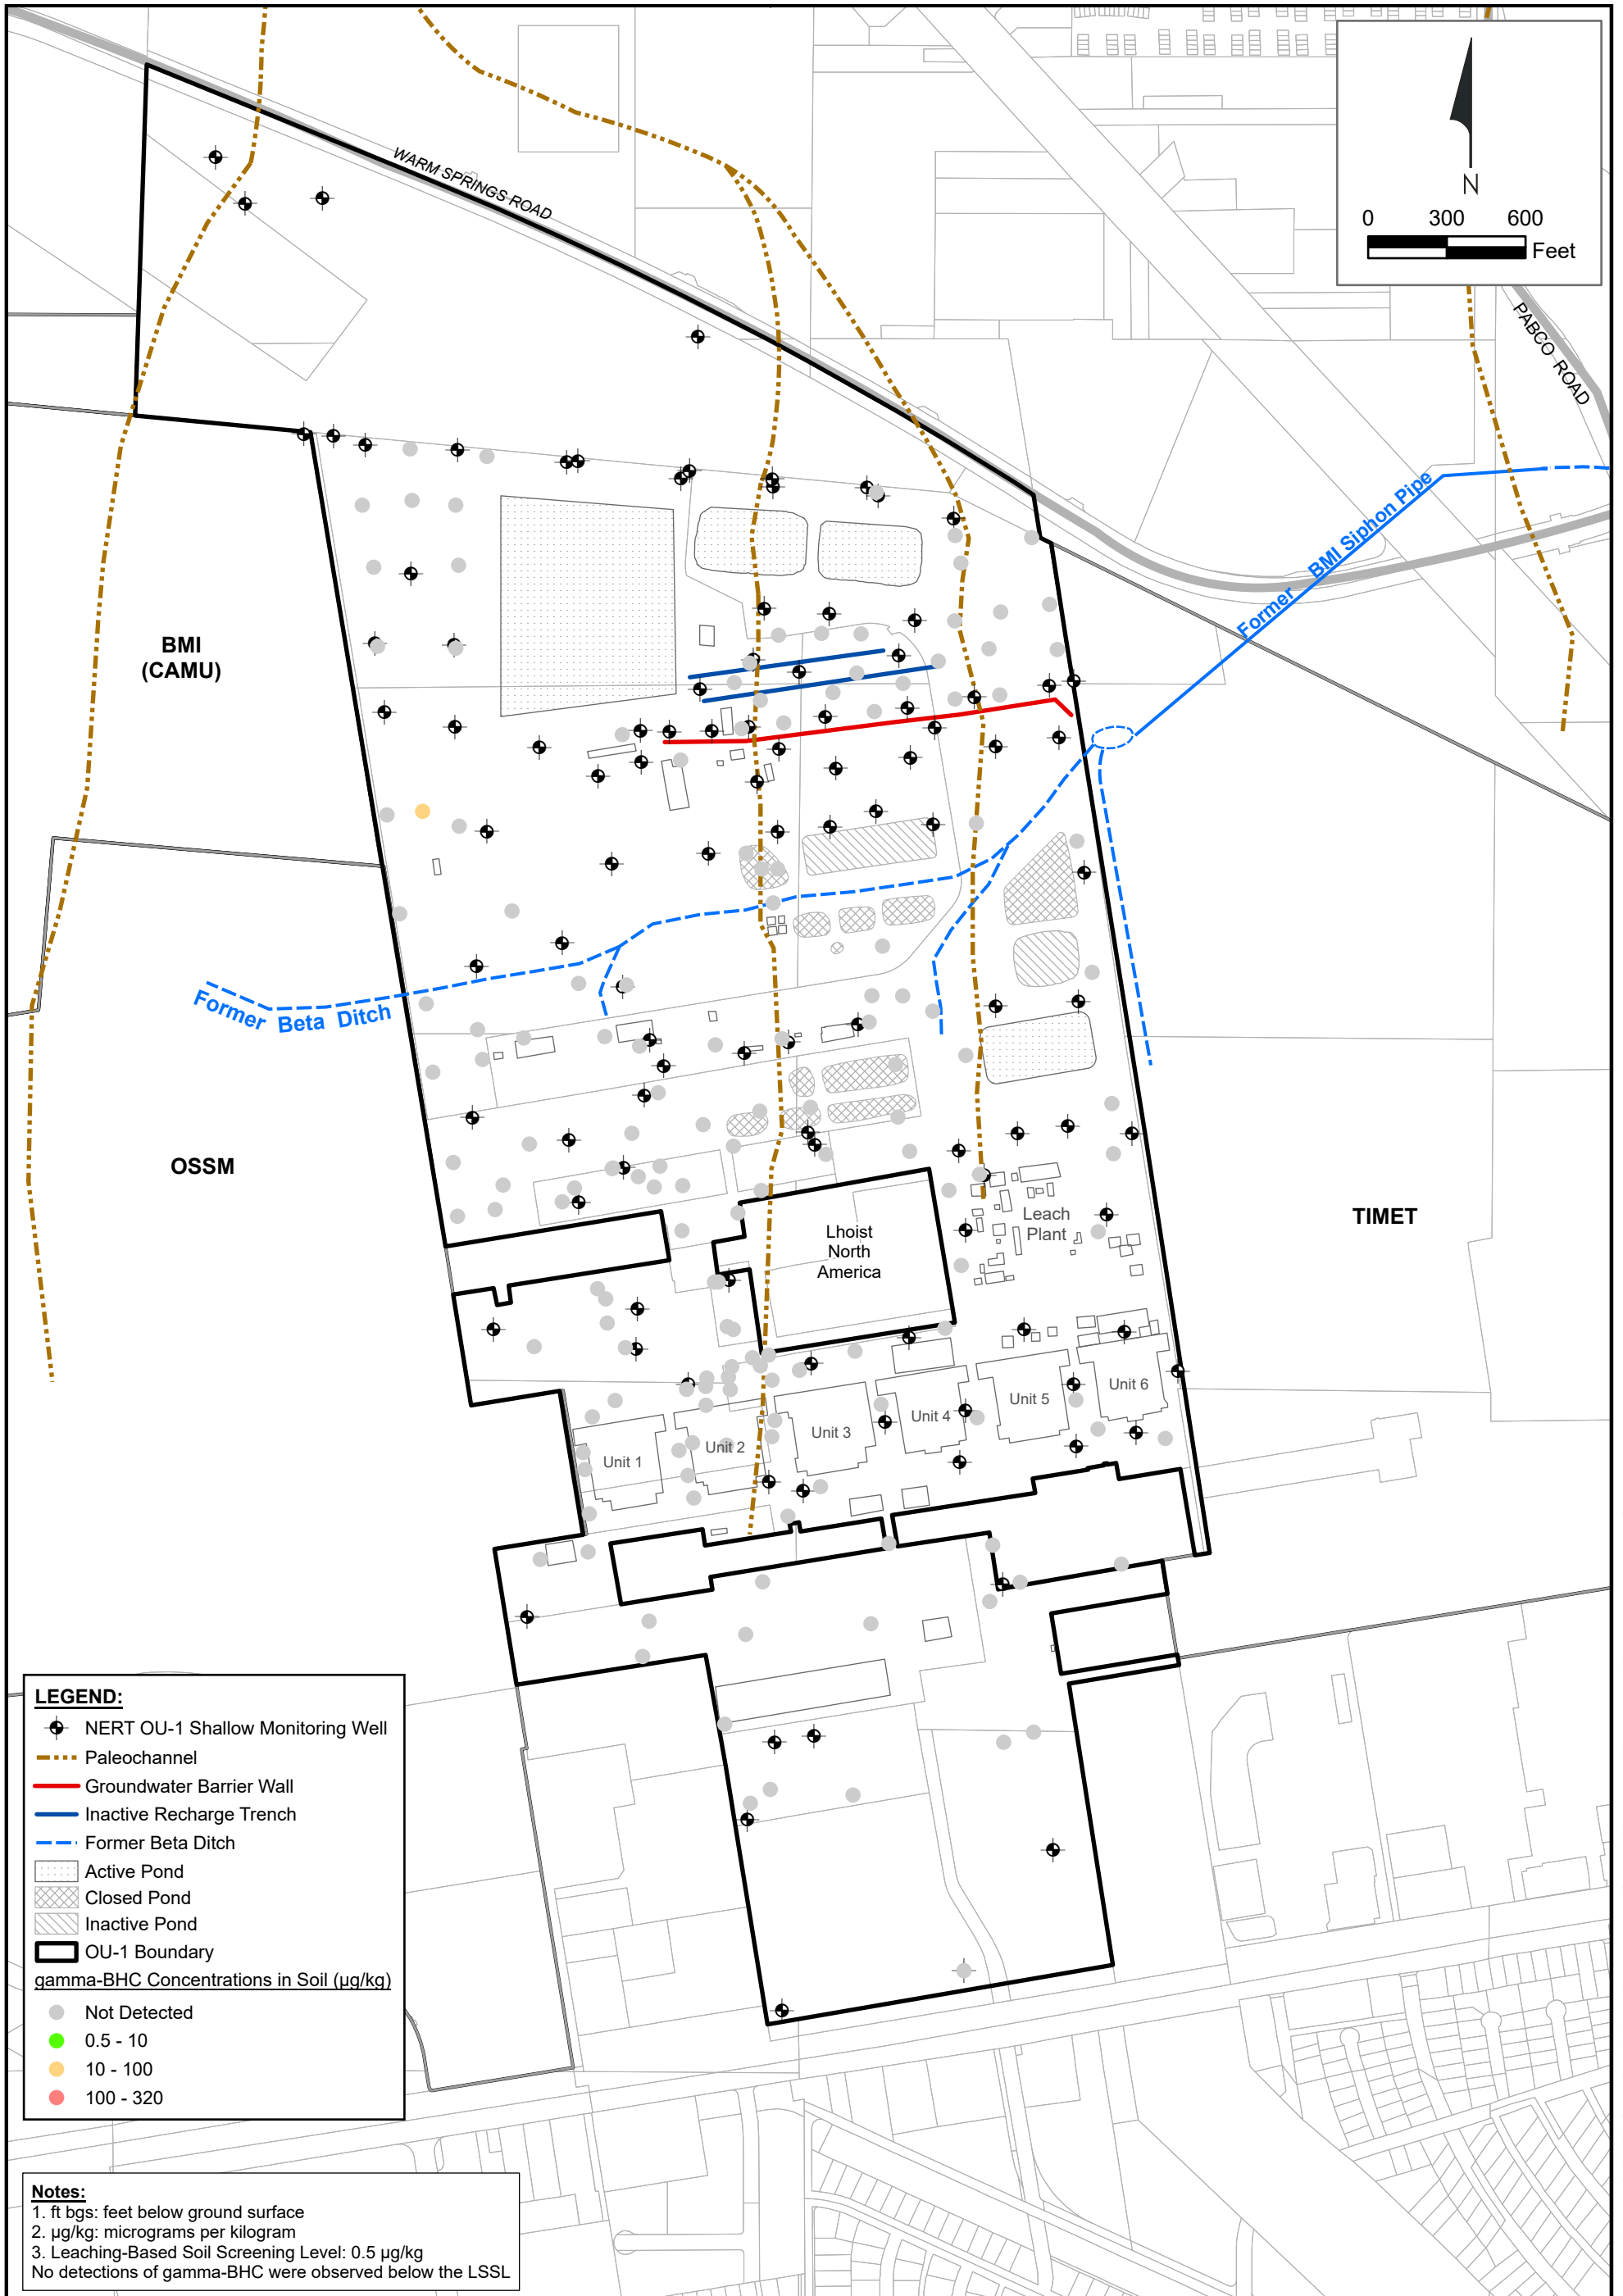 WARM SPRINGS ROAD
N
0 300 600
Feet
PABCO ROAD
Former BMI Siphon Pipe
BMI
(CAMU)
Former Beta Ditch
OSSM
TIMET
Lhoist
North
America
Leach
Plant
Unit 1
Unit 2
Unit 3
Unit 4
Unit 5
Unit 6
LEGEND:
NERT OU-1 Shallow Monitoring Well
Paleochannel
Groundwater Barrier Wall
Inactive Recharge Trench
Former Beta Ditch
Active Pond
Closed Pond
Inactive Pond
OU-1 Boundary
gamma-BHC Concentrations in Soil (µg/kg)
Not Detected
0.5 - 10
10 - 100
100 - 320
Notes:
1. ft bgs: feet below ground surface
2. µg/kg: micrograms per kilogram
3. Leaching-Based Soil Screening Level: 0.5 µg/kg
No detections of gamma-BHC were observed below the LSSL